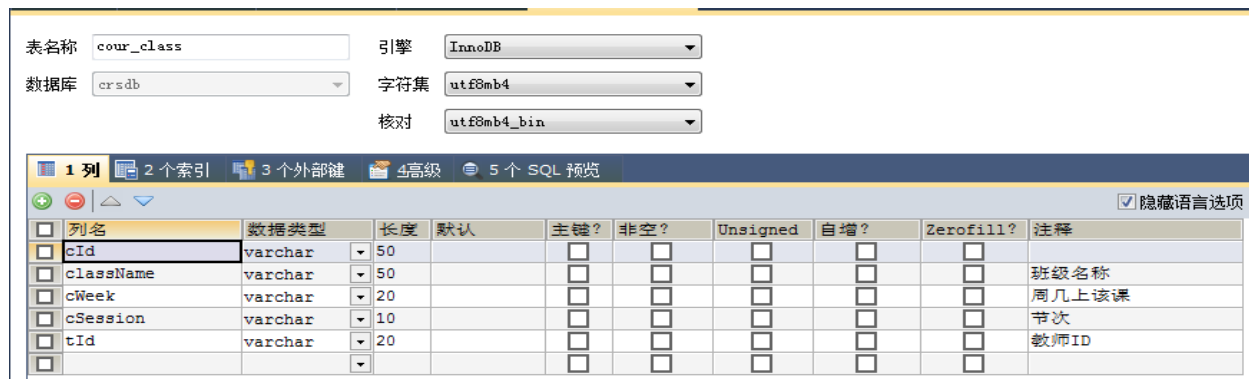 表名称 cour_class 引擎 InnoDB
数据库 crsdb 字符集 utf8mb4
核对 utf8mb4_bin
1 列 2 个索引 3 个外部键 4高级 5 个 SQL 预览
隐藏语言选项
列名 数据类型 长度 默认 主键? 非空? Unsigned 自增? Zerofill? 注释
cId varchar 50
className varchar 50 班级名称
cWeek varchar 20 周几上该课
cSession varchar 10 节次
tId varchar 20 教师ID